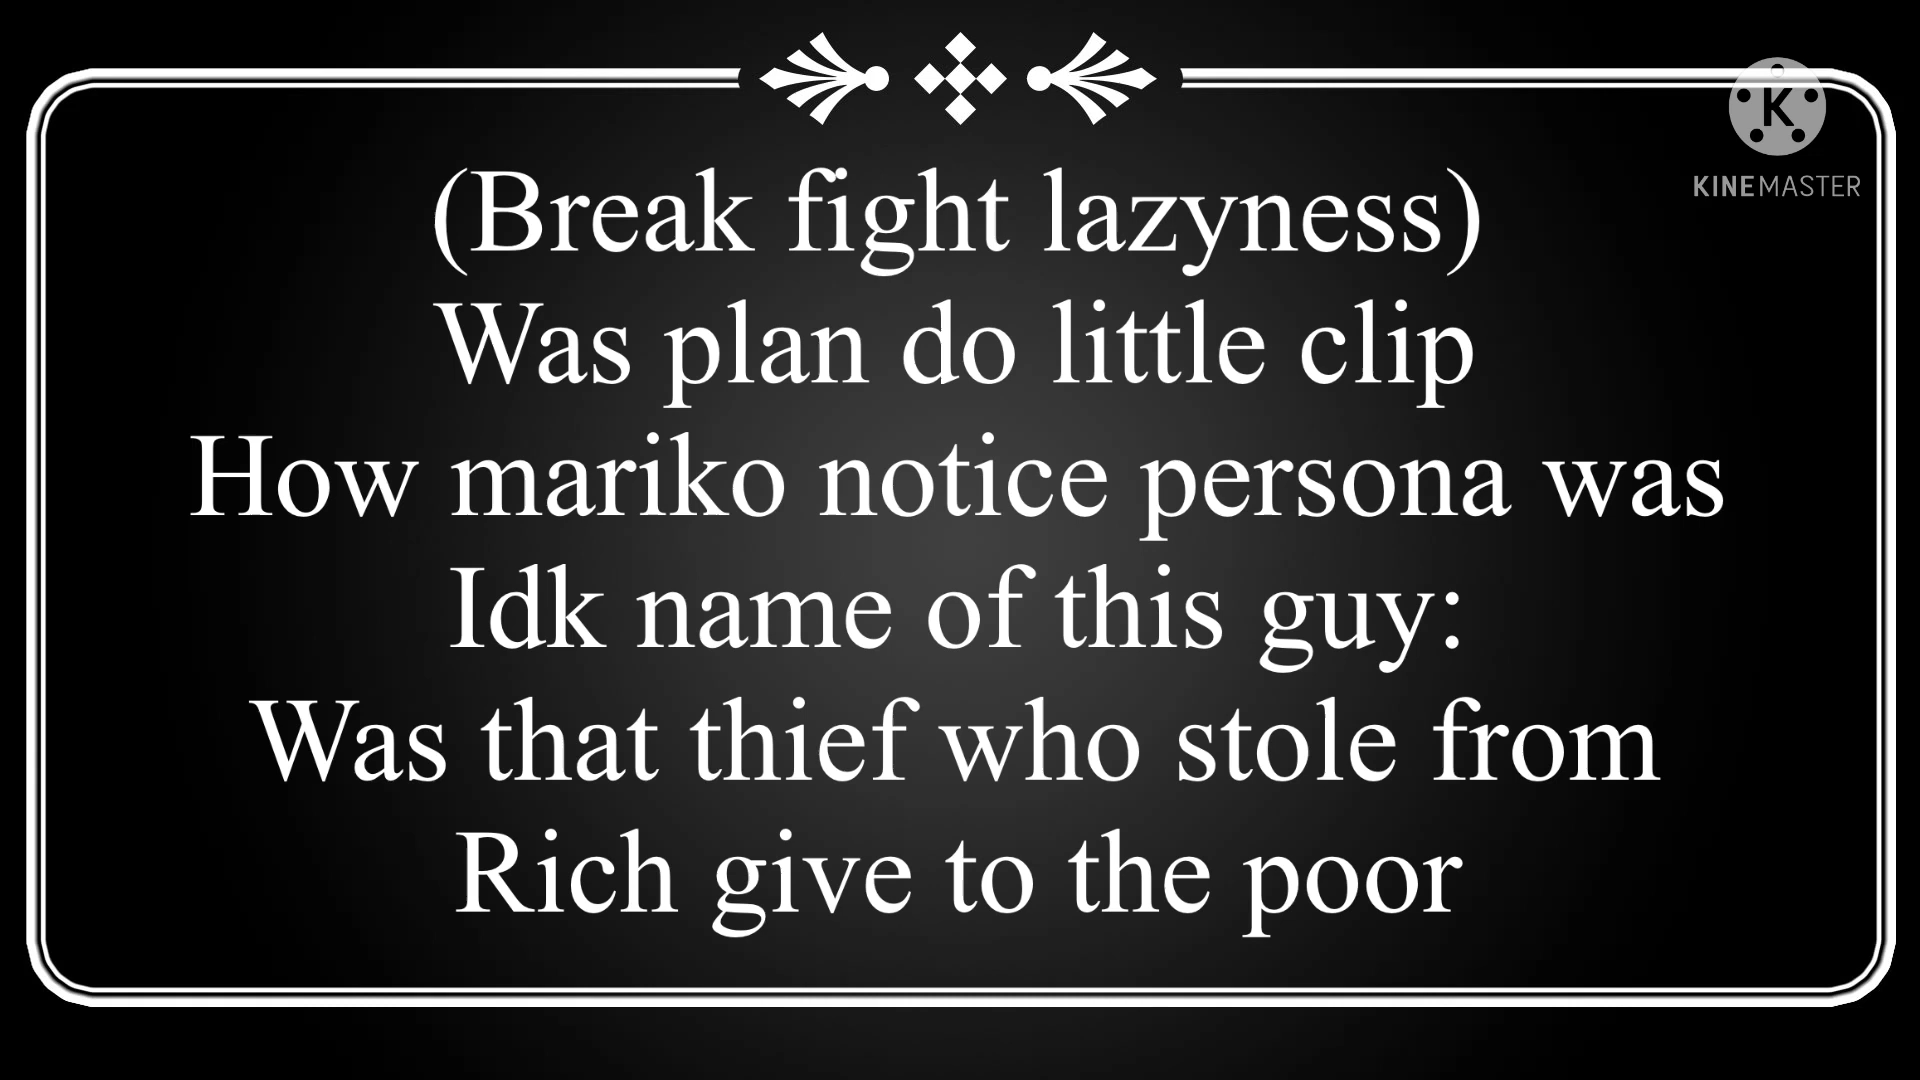 K
KINEMASTER
(Break fight lazyness)
Was plan do little clip
How mariko notice persona was
Idk name of this guy:
Was that thief who stole from
Rich give to the poor